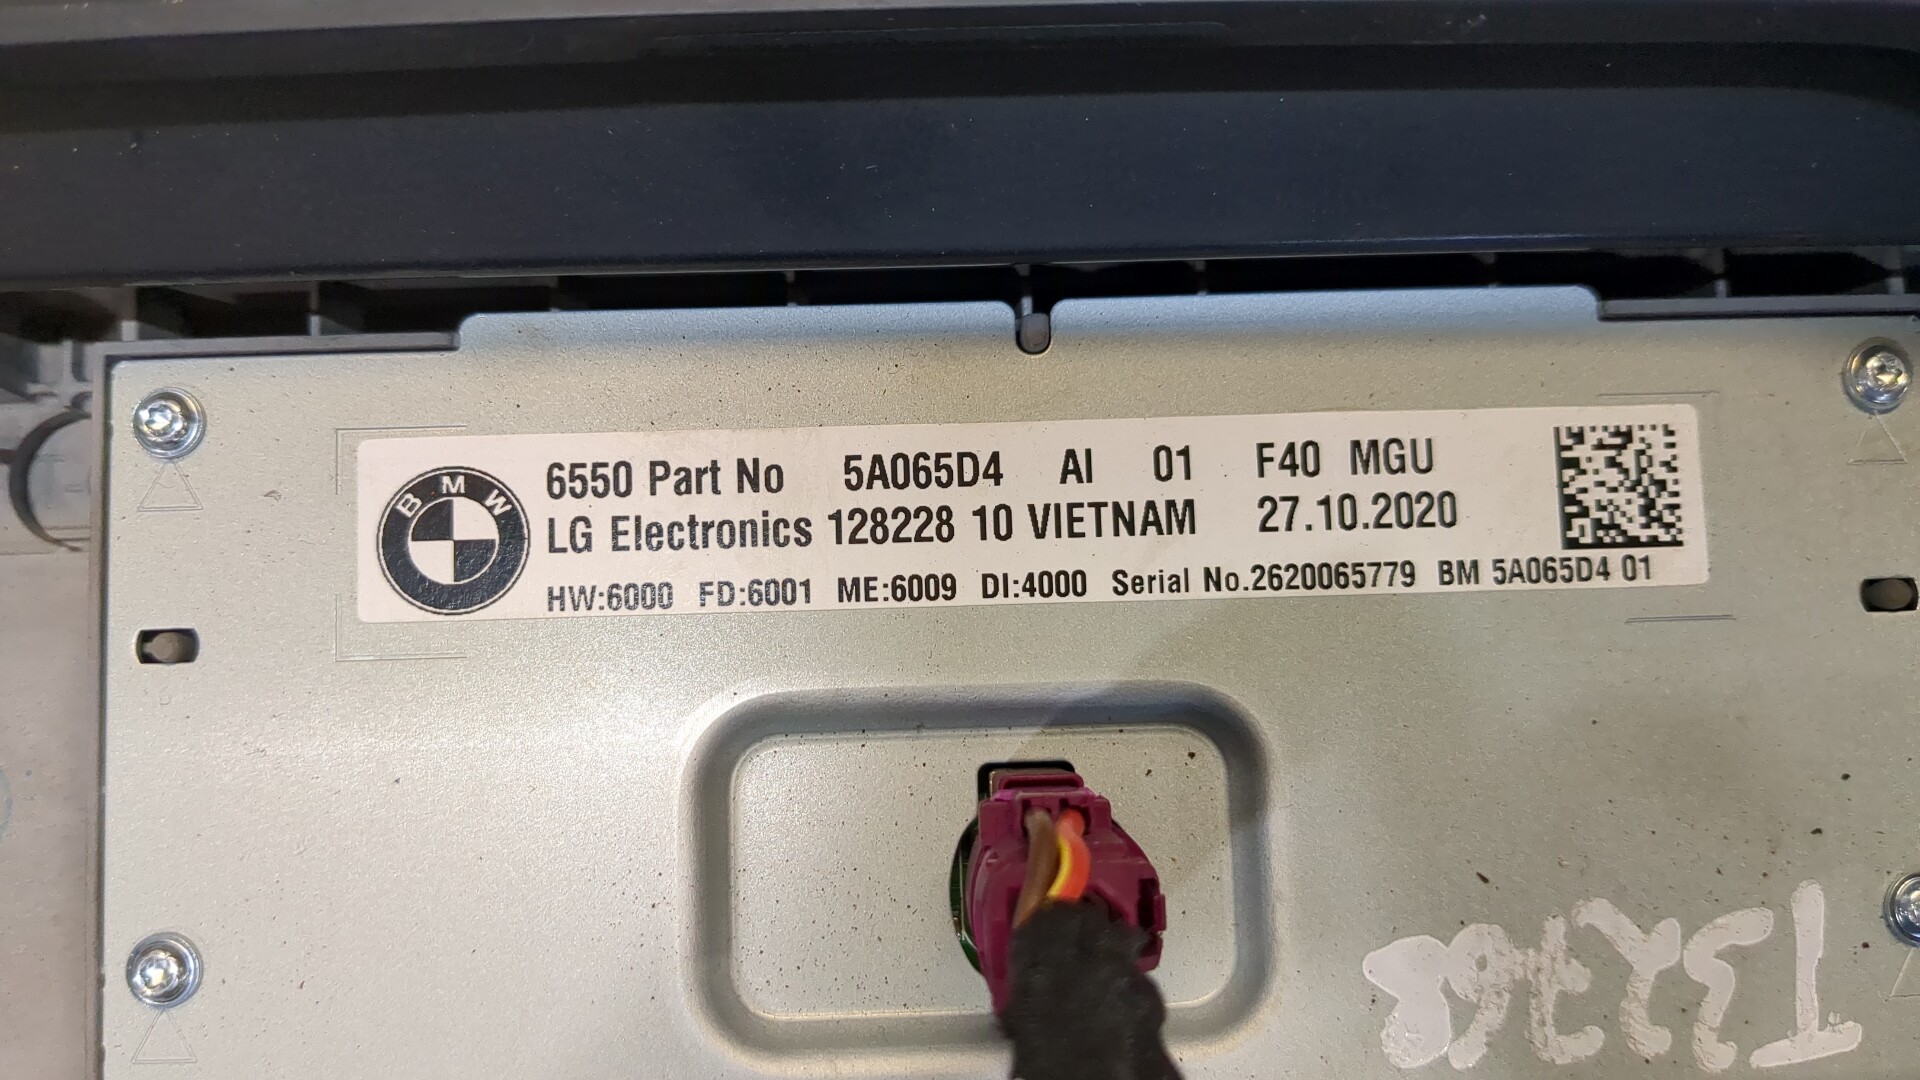 BMW
6550 Part No 5A065D4 AI 01 F40 MGU
LG Electronics 128228 10 VIETNAM 27.10.2020
HW:6000 FD:6001 ME:6009 DI:4000 Serial No.2620065779 BM 5A065D4 01